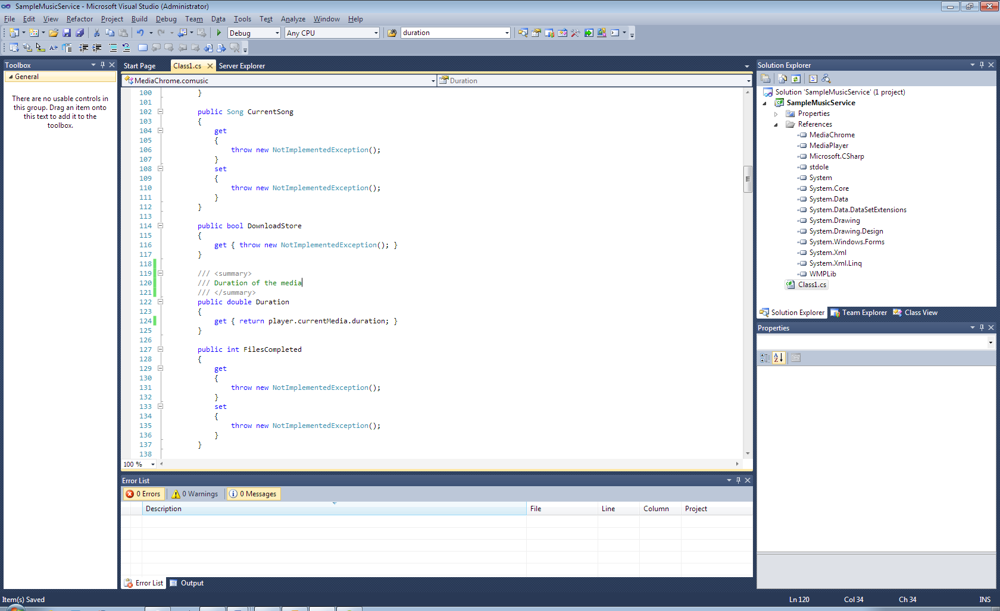 SampleMusicService - Microsoft Visual Studio (Administrator)
File Edit View Refactor Project Build Debug Team Data Tools Test Analyze Window Help
Debug Any CPU duration
Toolbox
General
There are no usable controls in
this group. Drag an item onto
this text to add it to the
toolbox.
Start Page Class1.cs Server Explorer
MediaChrome.comusic Duration
100 }
101
102 public Song CurrentSong
103 {
104 get
105 {
106 throw new NotImplementedException();
107 }
108 set
109 {
110 throw new NotImplementedException();
111 }
112 }
113
114 public bool DownloadStore
115 {
116 get { throw new NotImplementedException(); }
117 }
118
119 /// <summary>
120 /// Duration of the media
121 /// </summary>
122 public double Duration
123 {
124 get { return player.currentMedia.duration; }
125 }
126
127 public int FilesCompleted
128 {
129 get
130 {
131 throw new NotImplementedException();
132 }
133 set
134 {
135 throw new NotImplementedException();
136 }
137 }
138
100 %
Error List
0 Errors 0 Warnings 0 Messages
Description File Line Column Project
Error List Output
Solution Explorer
Solution 'SampleMusicService' (1 project)
SampleMusicService
Properties
References
MediaChrome
MediaPlayer
Microsoft.CSharp
stdole
System
System.Core
System.Data
System.Data.DataSetExtensions
System.Drawing
System.Drawing.Design
System.Windows.Forms
System.Xml
System.Xml.Linq
WMPLib
Class1.cs
Solution Explorer Team Explorer Class View
Properties
Item(s) Saved Ln 120 Col 34 Ch 34 INS